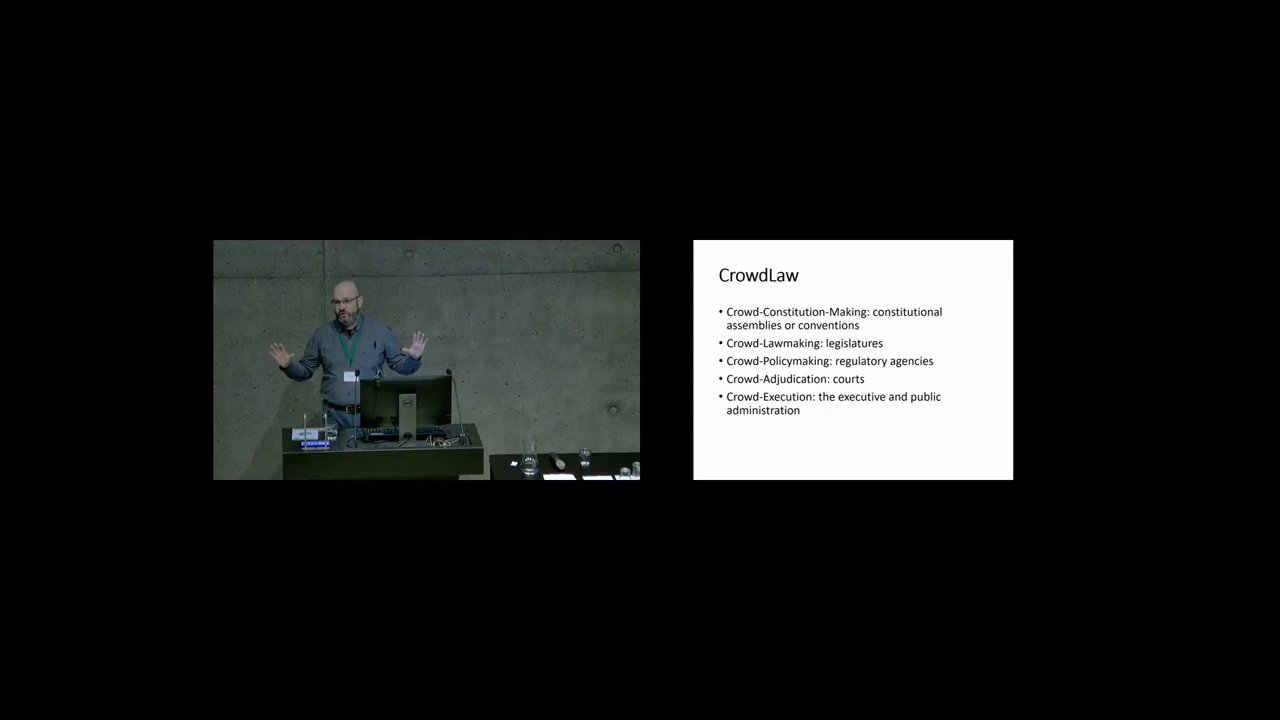 CrowdLaw
• Crowd-Constitution-Making: constitutional
assemblies or conventions
• Crowd-Lawmaking: legislatures
• Crowd-Policymaking: regulatory agencies
• Crowd-Adjudication: courts
• Crowd-Execution: the executive and public
administration